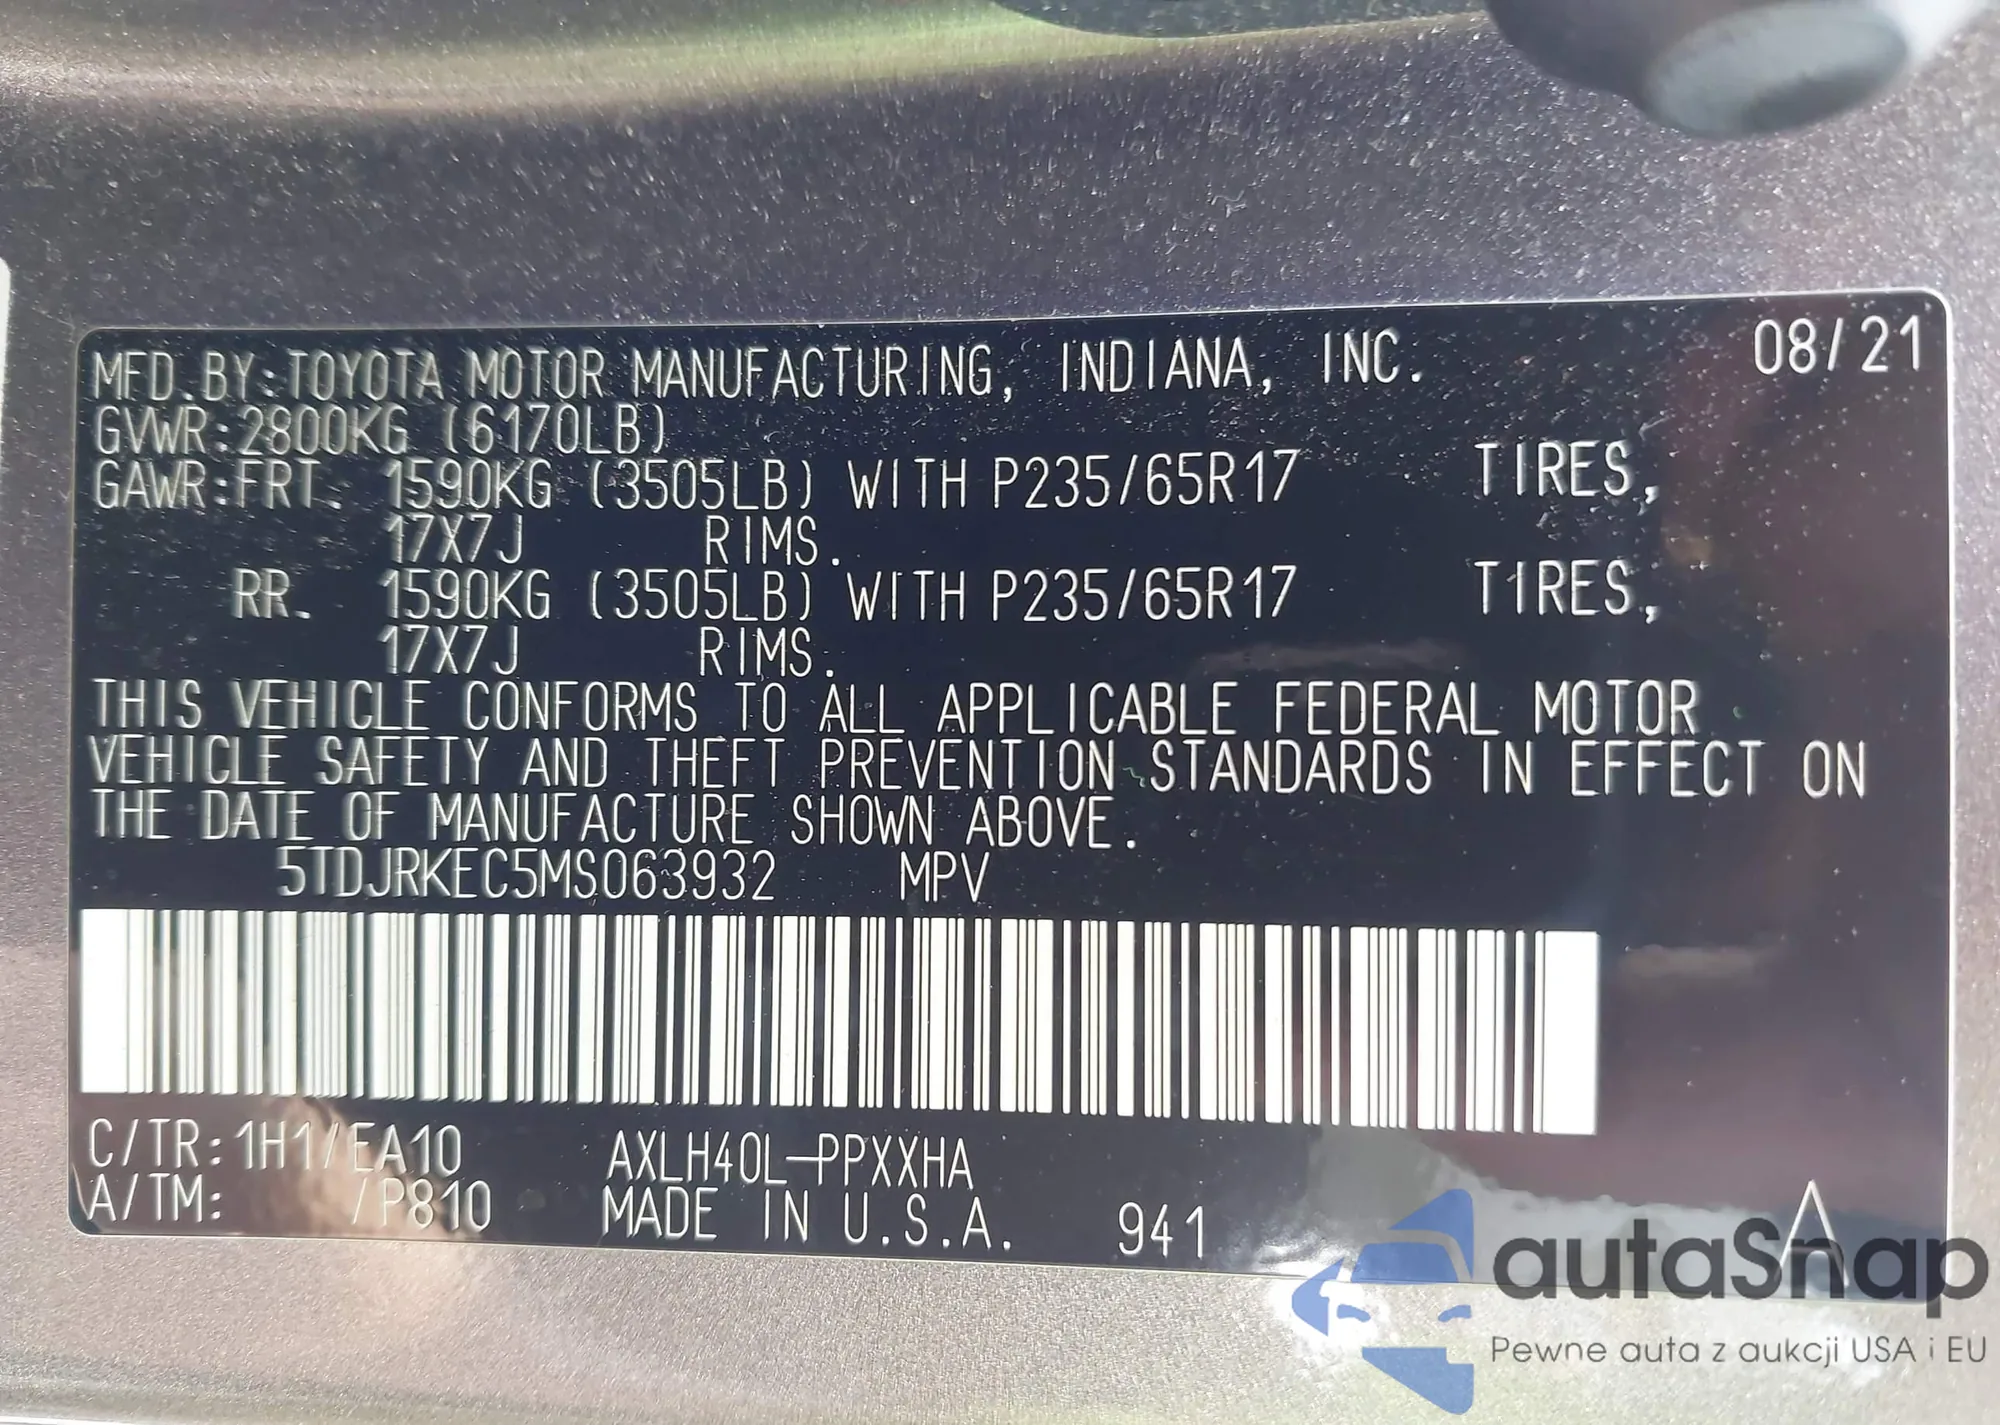 MFD. BY: TOYOTA MOTOR MANUFACTURING, INDIANA, INC. 08/21
GVWR: 2800KG (6170LB)
GAWR: FRT. 1590KG (3505LB) WITH P235/65R17 TIRES,
17X7J RIMS.
RR. 1590KG (3505LB) WITH P235/65R17 TIRES,
17X7J RIMS.
THIS VEHICLE CONFORMS TO ALL APPLICABLE FEDERAL MOTOR
VEHICLE SAFETY AND THEFT PREVENTION STANDARDS IN EFFECT ON
THE DATE OF MANUFACTURE SHOWN ABOVE.
5TDJRKEC5MS063932 MPV
C/TR: 1H1/EA10 AXLH40L-PPXXHA
A/TM: /P810 MADE IN U.S.A. 941 A
autoSnap
Pewne auta z aukcji USA i EU